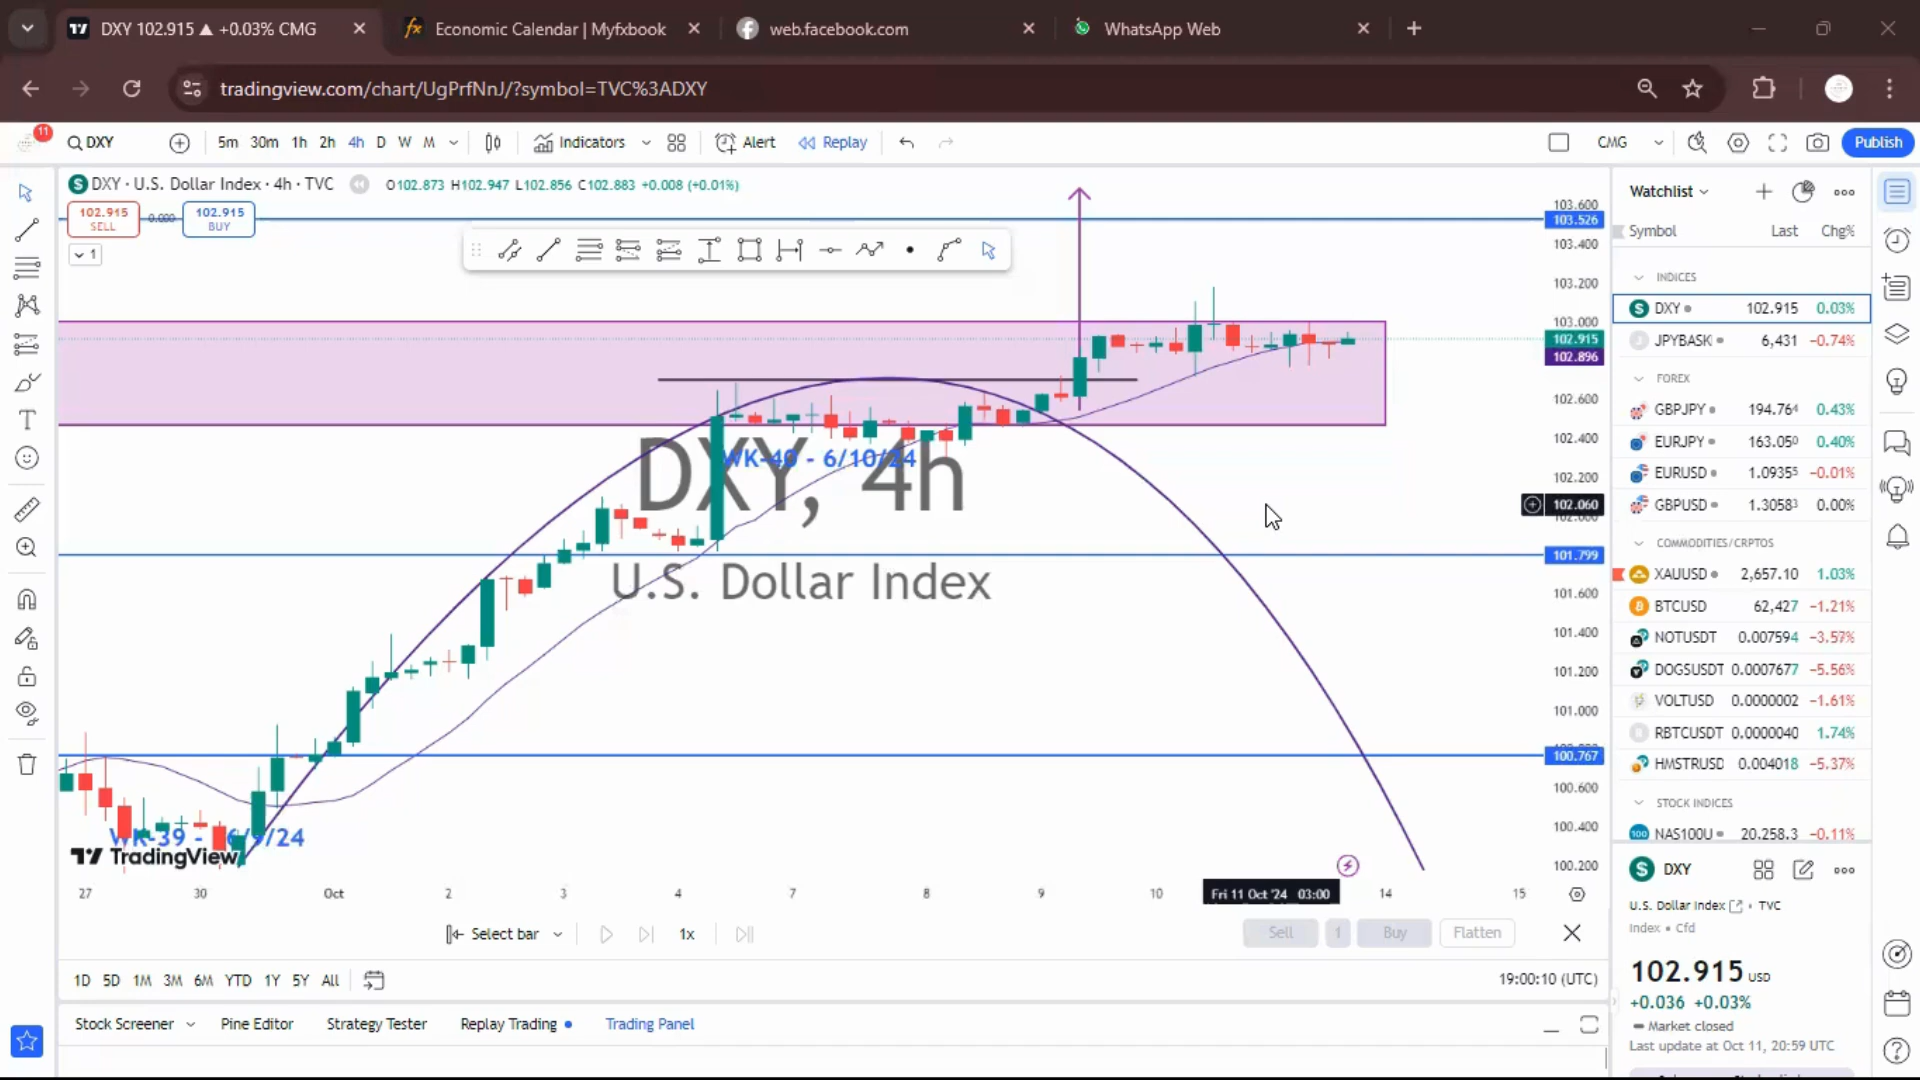 DXY 102.915 ▲ +0.03% CMG
Economic Calendar | Myfxbook
web.facebook.com
WhatsApp Web
tradingview.com/chart/UgPrfNnJ/?symbol=TVC%3ADXY
11
DXY
5m 30m 1h 2h 4h D W M
Indicators
Alert
Replay
CMG
Publish
DXY · U.S. Dollar Index · 4h · TVC
O102.873 H102.947 L102.856 C102.883 +0.008 (+0.01%)
102.915
SELL
0.000
102.915
BUY
1
DXY, 4h
U.S. Dollar Index
WK-40 - 6/10/24
TradingView
103.600
103.526
103.400
103.200
103.000
102.915
102.896
102.600
102.400
102.200
102.060
102.000
101.799
101.600
101.400
101.200
101.000
100.767
100.600
100.400
100.200
27 30 Oct 2 3 4 7 8 9 10 Fri 11 Oct '24 03:00 14 15
Select bar
1x
Sell
1
Buy
Flatten
1D 5D 1M 3M 6M YTD 1Y 5Y All
19:00:10 (UTC)
Stock Screener
Pine Editor
Strategy Tester
Replay Trading
Trading Panel
Watchlist
Symbol Last Chg%
INDICES
DXY 102.915 0.03%
JPYBASK 6,431 −0.74%
FOREX
GBPJPY 194.764 0.43%
EURJPY 163.050 0.40%
EURUSD 1.09355 −0.01%
GBPUSD 1.30583 0.00%
COMMODITIES/CRPTOS
XAUUSD 2,657.10 1.03%
BTCUSD 62,427 −1.21%
NOTUSDT 0.007594 −3.57%
DOGSUSDT 0.0007677 −5.56%
VOLTUSD 0.0000002 −1.61%
RBTCUSDT 0.0000040 1.74%
HMSTRUSD 0.004018 −5.37%
STOCK INDICES
NAS100U 20,258.3 −0.11%
DXY
U.S. Dollar Index • TVC
Index • Cfd
102.915 USD
+0.036 +0.03%
Market closed
Last update at Oct 11, 20:59 UTC